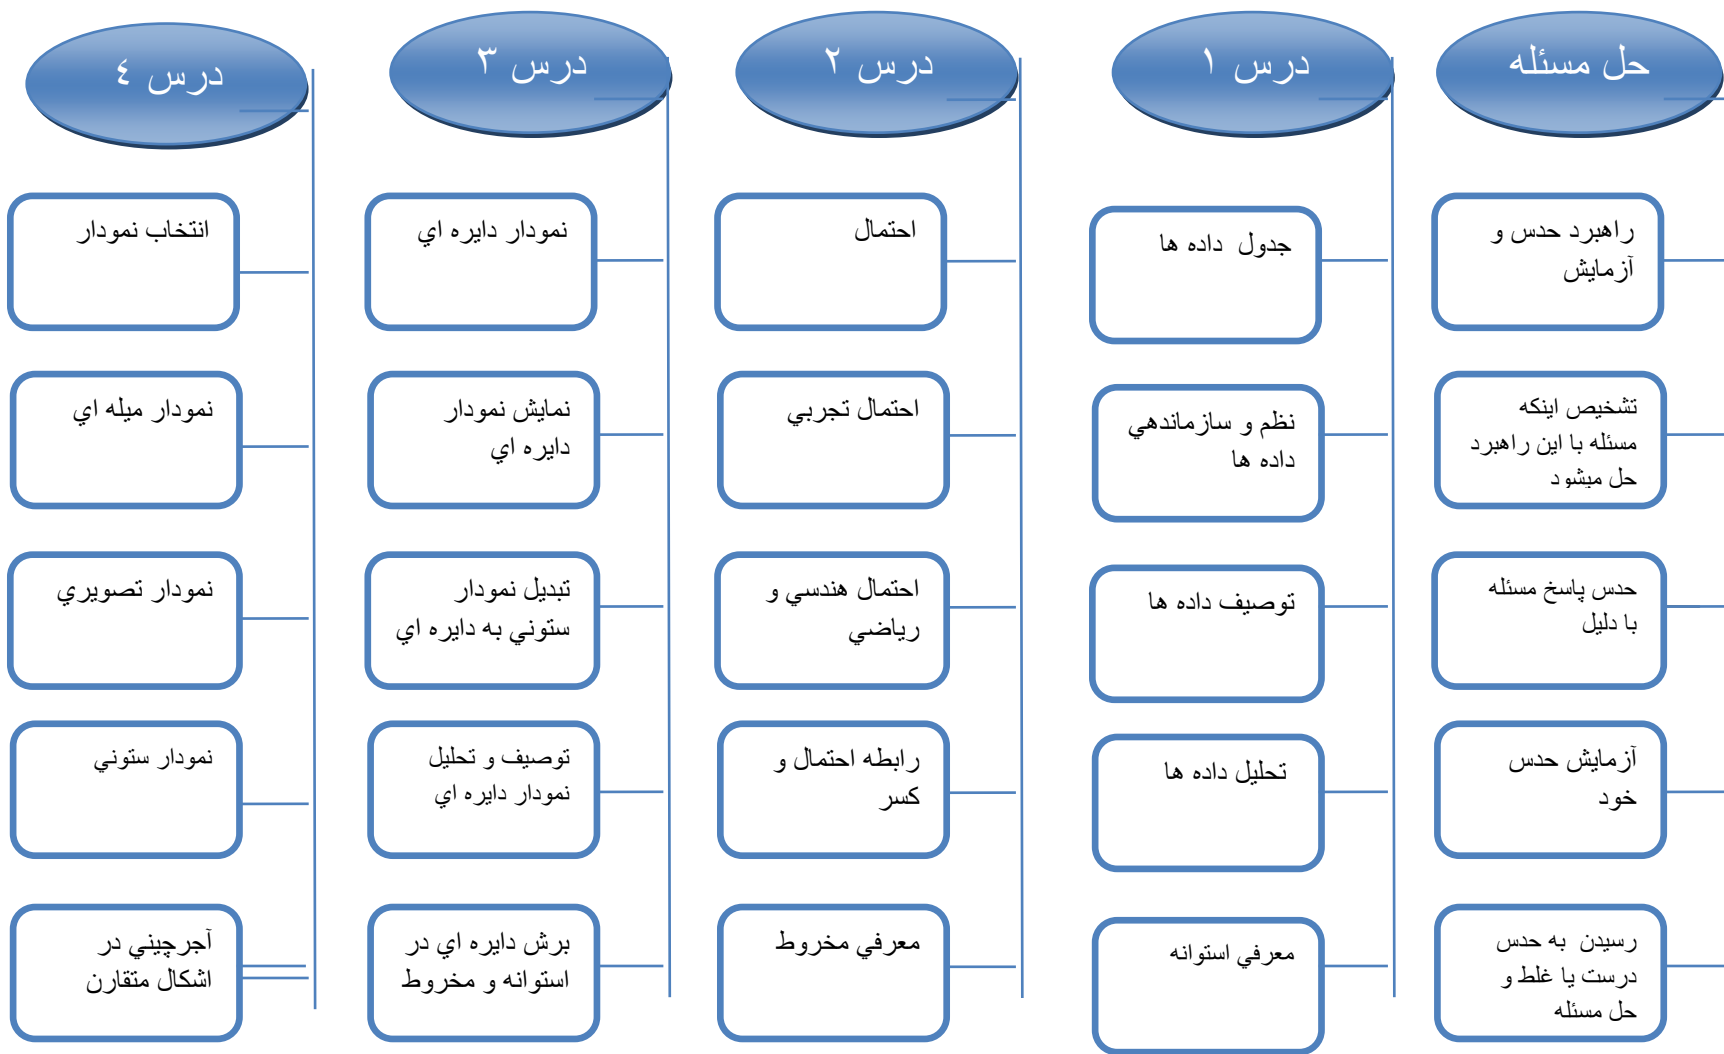 حل مسئله
راهبرد حدس و
آزمايش
تشخيص اينكه
مسئله با اين راهبرد
حل ميشود
حدس پاسخ مسئله
با دليل
آزمايش حدس
خود
رسيدن به حدس
درست يا غلط و
حل مسئله
درس ١
جدول داده ها
نظم و سازماندهي
داده ها
توصيف داده ها
تحليل داده ها
معرفي استوانه
درس ٢
احتمال
احتمال تجربي
احتمال هندسي و
رياضي
رابطه احتمال و
كسر
معرفي مخروط
درس ٣
نمودار دايره اي
نمايش نمودار
دايره اي
تبديل نمودار
ستوني به دايره اي
توصيف و تحليل
نمودار دايره اي
برش دايره اي در
استوانه و مخروط
درس ٤
انتخاب نمودار
نمودار ميله اي
نمودار تصويري
نمودار ستوني
آجرچيني در
اشكال متقارن